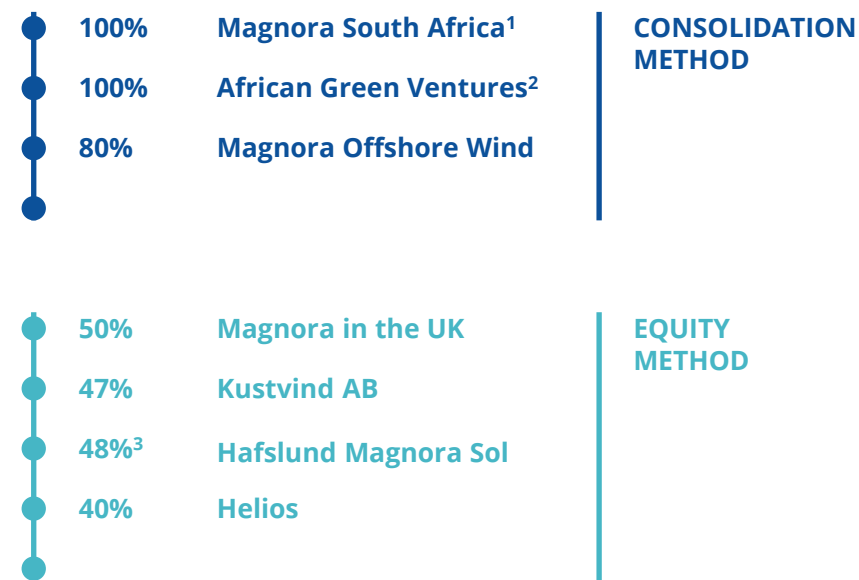 100% Magnora South Africa¹
100% African Green Ventures²
80% Magnora Offshore Wind
CONSOLIDATION
METHOD
50% Magnora in the UK
47% Kustvind AB
48%³ Hafslund Magnora Sol
40% Helios
EQUITY
METHOD